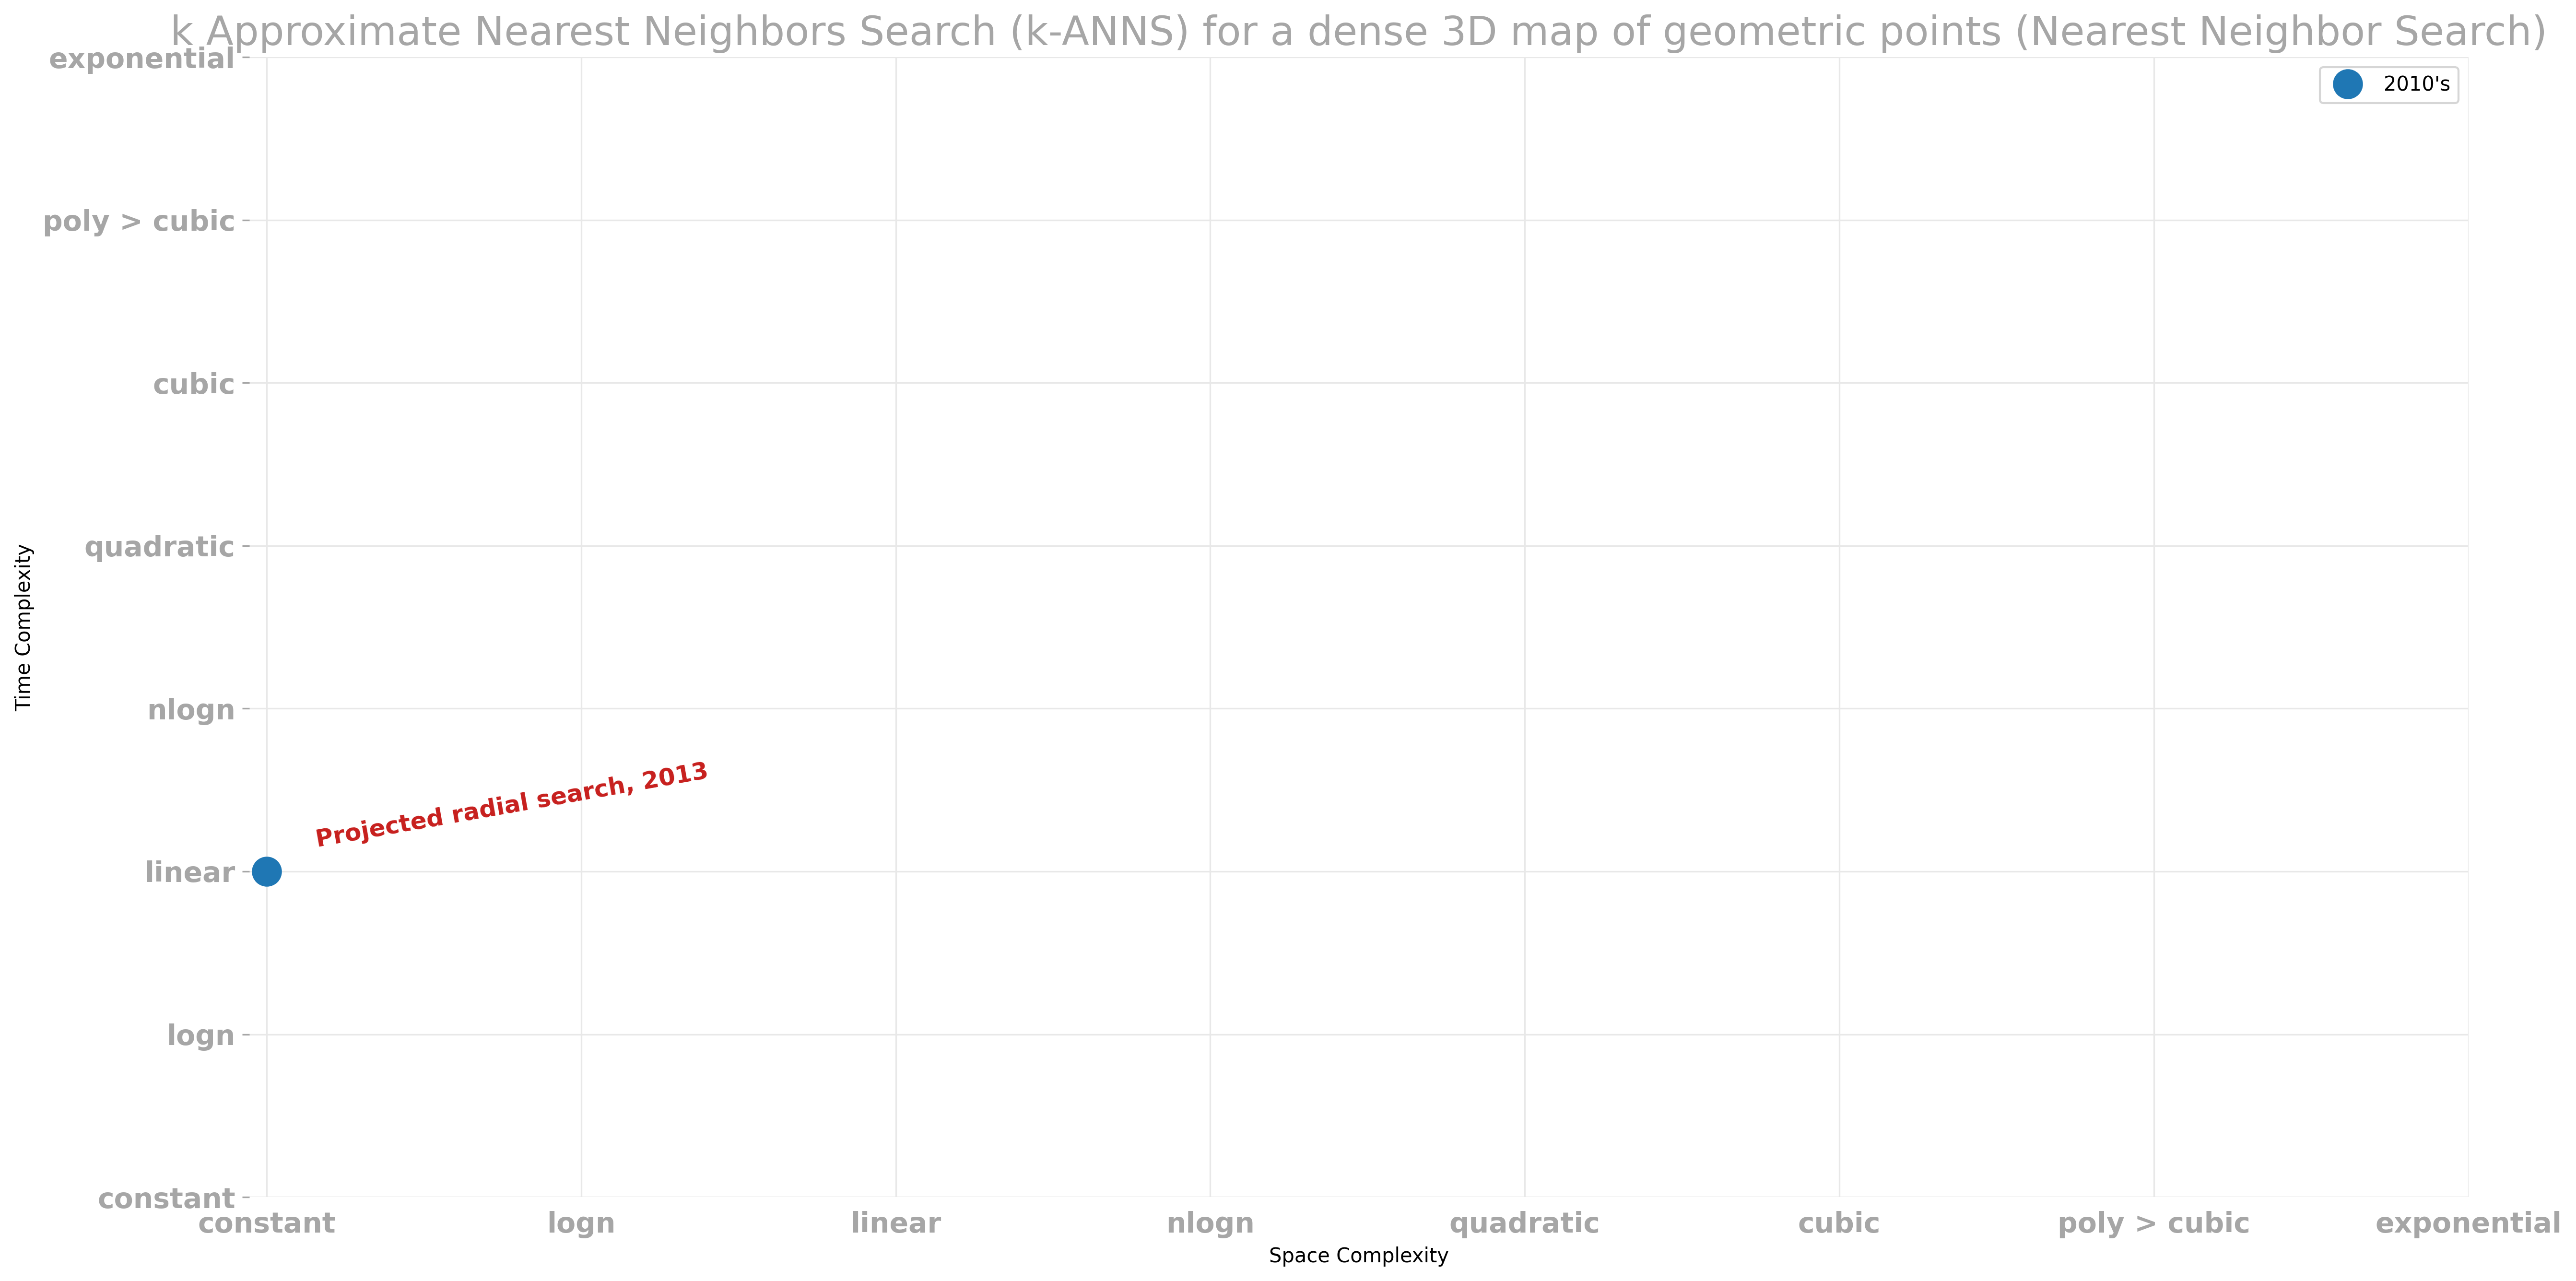 k Approximate Nearest Neighbors Search (k-ANNS) for a dense 3D map of geometric points (Nearest Neighbor Search)
2010's
exponential
poly > cubic
cubic
quadratic
nlogn
linear
logn
constant
Time Complexity
Projected radial search, 2013
constant
logn
linear
nlogn
quadratic
cubic
poly > cubic
exponential
Space Complexity